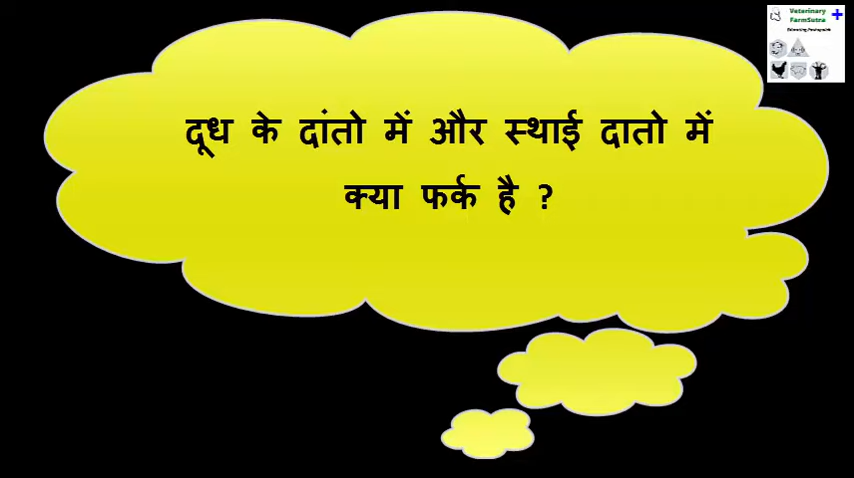 Veterinary
FarmSutra
दूध के दांतो में और स्थाई दातो में
क्या फर्क है ?